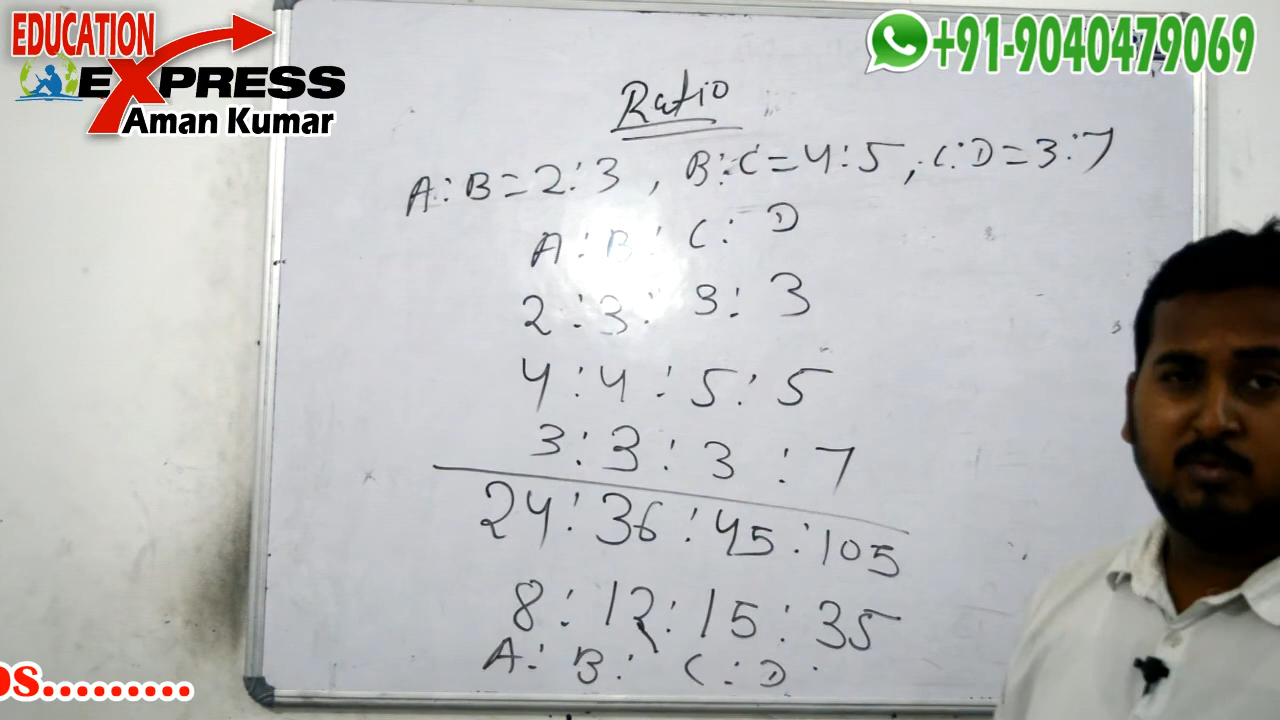 EDUCATION
EXPRESS
Aman Kumar
+91-9040479069
Ratio
A:B=2:3, B:C=4:5, C:D=3:7
A:B:C:D
2:3:3:3
4:4:5:5
3:3:3:7
24:36:45:105
8:12:15:35
A:B:C:D
os.........